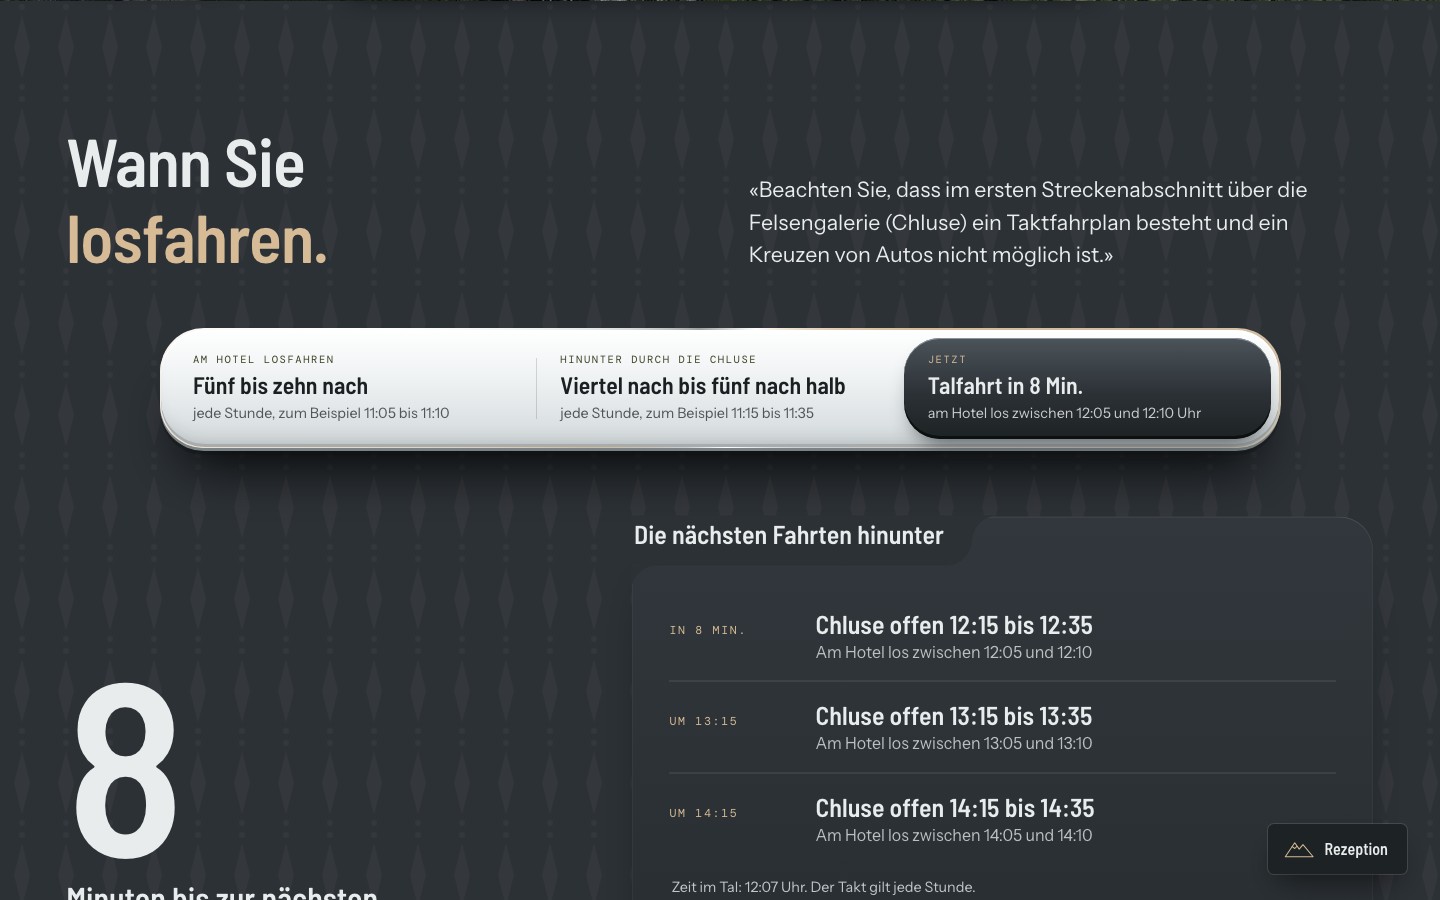 Wann Sie
losfahren.
«Beachten Sie, dass im ersten Streckenabschnitt über die
Felsengalerie (Chluse) ein Taktfahrplan besteht und ein
Kreuzen von Autos nicht möglich ist.»
AM HOTEL LOSFAHREN
Fünf bis zehn nach
jede Stunde, zum Beispiel 11:05 bis 11:10
HINUNTER DURCH DIE CHLUSE
Viertel nach bis fünf nach halb
jede Stunde, zum Beispiel 11:15 bis 11:35
JETZT
Talfahrt in 8 Min.
am Hotel los zwischen 12:05 und 12:10 Uhr
8
Minuten bis zur nächsten
Die nächsten Fahrten hinunter
IN 8 MIN.
Chluse offen 12:15 bis 12:35
Am Hotel los zwischen 12:05 und 12:10
UM 13:15
Chluse offen 13:15 bis 13:35
Am Hotel los zwischen 13:05 und 13:10
UM 14:15
Chluse offen 14:15 bis 14:35
Am Hotel los zwischen 14:05 und 14:10
Zeit im Tal: 12:07 Uhr. Der Takt gilt jede Stunde.
Rezeption